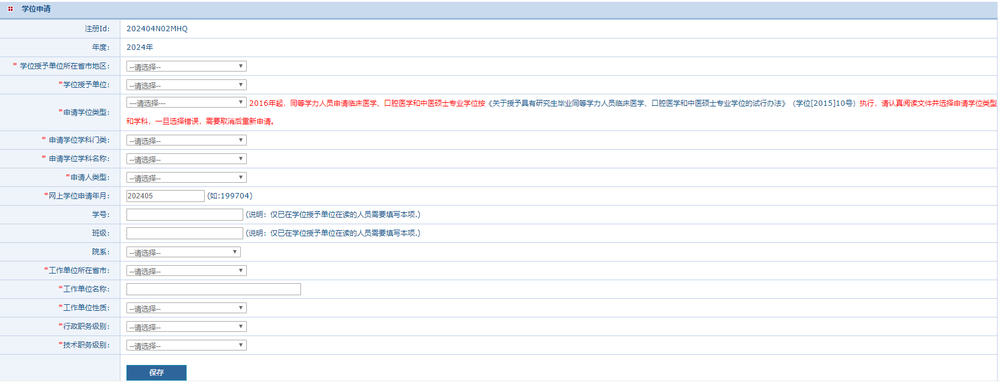 学位申请
注册Id: 202404N02MHQ
年度: 2024年
* 学位授予单位所在省市地区: --请选择--
*学位授予单位: --请选择--
*申请学位类型: ---请选择--- 2016年起，同等学力人员申请临床医学、口腔医学和中医硕士专业学位按《关于授予具有研究生毕业同等学力人员临床医学、口腔医学和中医硕士专业学位的试行办法》（学位[2015]10号）执行，请认真阅读文件并选择申请学位类型
和学科，一旦选择错误，需要取消后重新申请。
* 申请学位学科门类: --请选择--
* 申请学位学科名称: --请选择--
*申请人类型: --请选择--
*网上学位申请年月: 202405 (如:199704)
学号: (说明：仅已在学位授予单位在读的人员需要填写本项.)
班级: (说明：仅已在学位授予单位在读的人员需要填写本项.)
院系: --请选择--
*工作单位所在省市: --请选择--
*工作单位名称:
*工作单位性质: --请选择--
*行政职务级别: --请选择--
*技术职务级别: --请选择--
保存